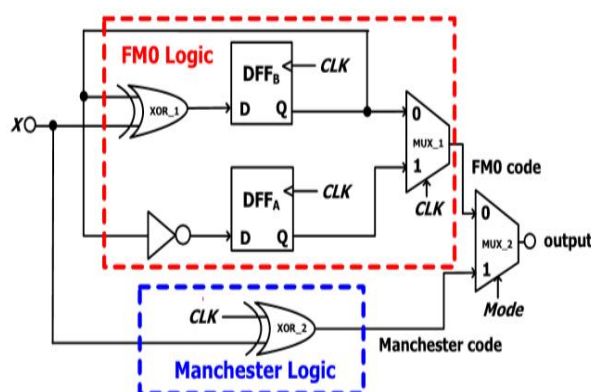 FM0 Logic
DFFB
CLK
D
Q
XOR_1
X
0
MUX_1
1
CLK
FM0 code
DFFA
CLK
D
Q
0
MUX_2
1
output
Mode
CLK
XOR_2
Manchester code
Manchester Logic